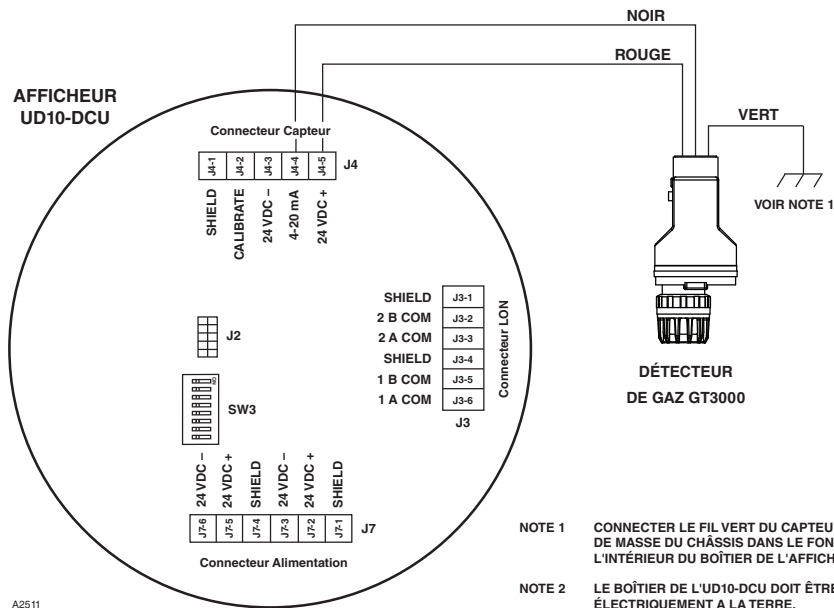 NOIR
ROUGE
AFFICHEUR
UD10-DCU
VERT
Connecteur Capteur
J4-1
J4-2
J4-3
J4-4
J4-5
J4
SHIELD
CALIBRATE
24 VDC –
4-20 mA
24 VDC +
VOIR NOTE 1
SHIELD J3-1
2 B COM J3-2
2 A COM J3-3
SHIELD J3-4
1 B COM J3-5
1 A COM J3-6
Connecteur LON
J3
J2
SW3
DÉTECTEUR
DE GAZ GT3000
24 VDC –
24 VDC +
SHIELD
24 VDC –
24 VDC +
SHIELD
J7-6
J7-5
J7-4
J7-3
J7-2
J7-1
J7
Connecteur Alimentation
NOTE 1 CONNECTER LE FIL VERT DU CAPTEUR
DE MASSE DU CHÂSSIS DANS LE FON
L'INTÉRIEUR DU BOÎTIER DE L'AFFICH
NOTE 2 LE BOÎTIER DE L'UD10-DCU DOIT ÊTRE
ÉLECTRIQUEMENT A LA TERRE.
A2511